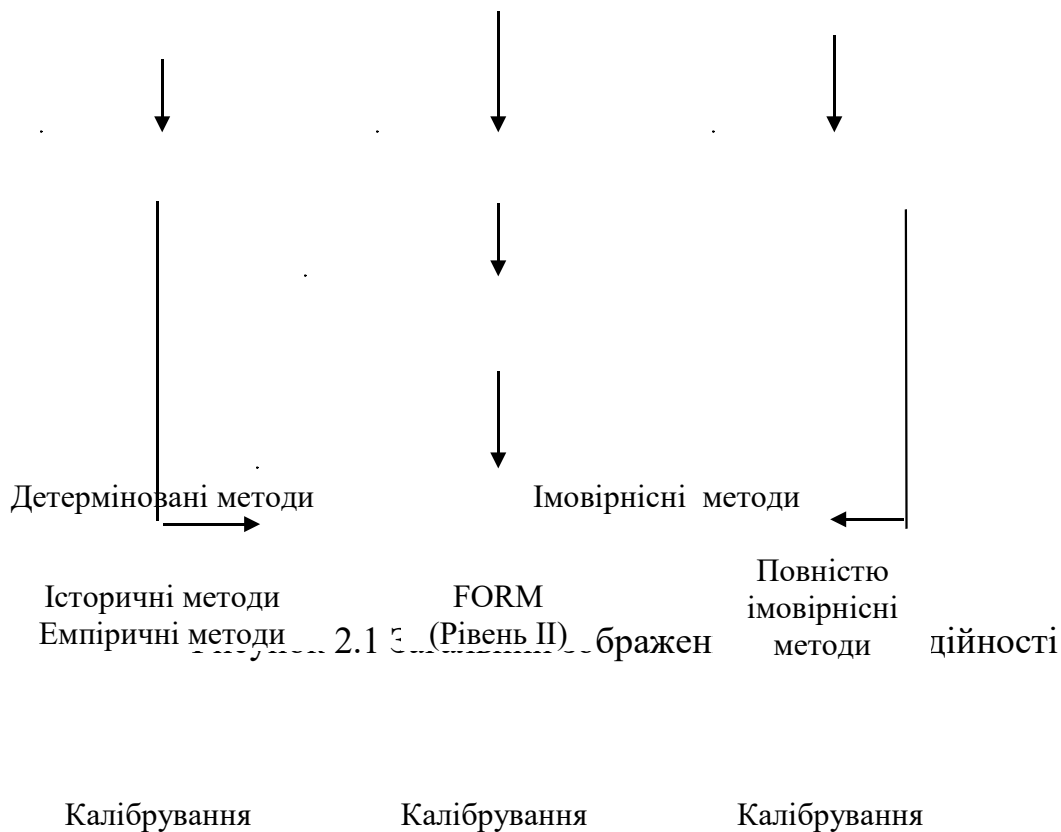 Детерміновані методи
Імовірнісні методи
Історичні методи
Емпіричні методи
FORM
(Рівень II)
Повністю
імовірнісні
методи
2.1 бражен дійності
Калібрування
Калібрування
Калібрування